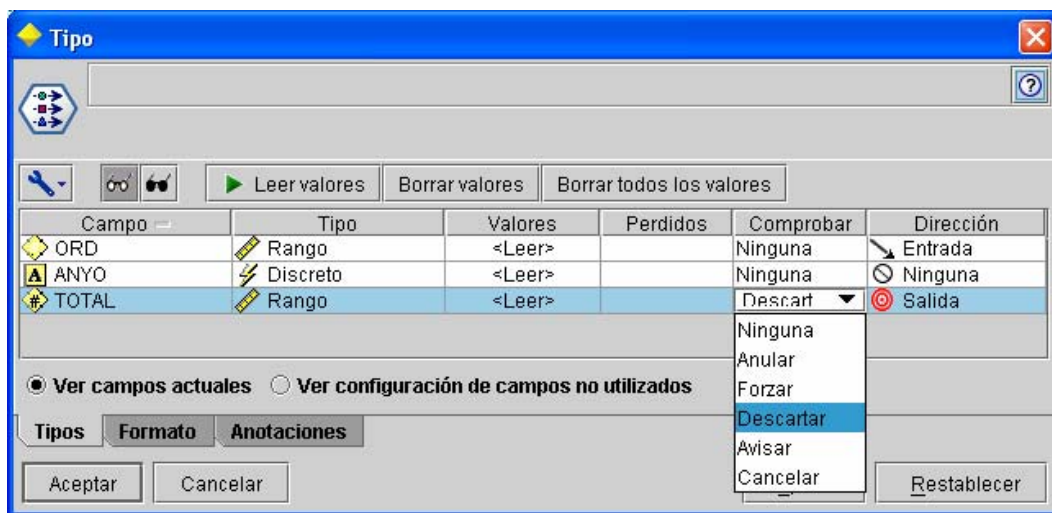 Tipo
Leer valores Borrar valores Borrar todos los valores
Campo Tipo Valores Perdidos Comprobar Dirección
ORD Rango <Leer> Ninguna Entrada
A ANYO Discreto <Leer> Ninguna Ninguna
# TOTAL Rango <Leer> Descart Salida
Ninguna
Anular
Forzar
Descartar
Avisar
Cancelar
Ver campos actuales Ver configuración de campos no utilizados
Tipos Formato Anotaciones
Aceptar Cancelar Restablecer